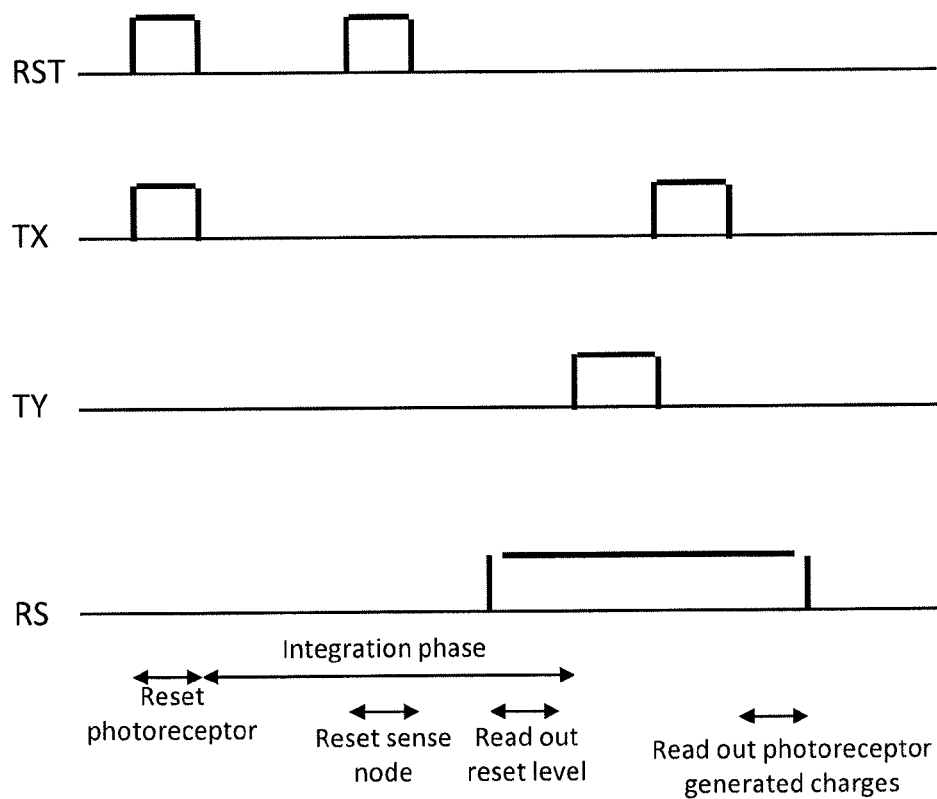 RST
TX
TY
RS
Integration phase
Reset
photoreceptor
Reset sense
node
Read out
reset level
Read out photoreceptor
generated charges